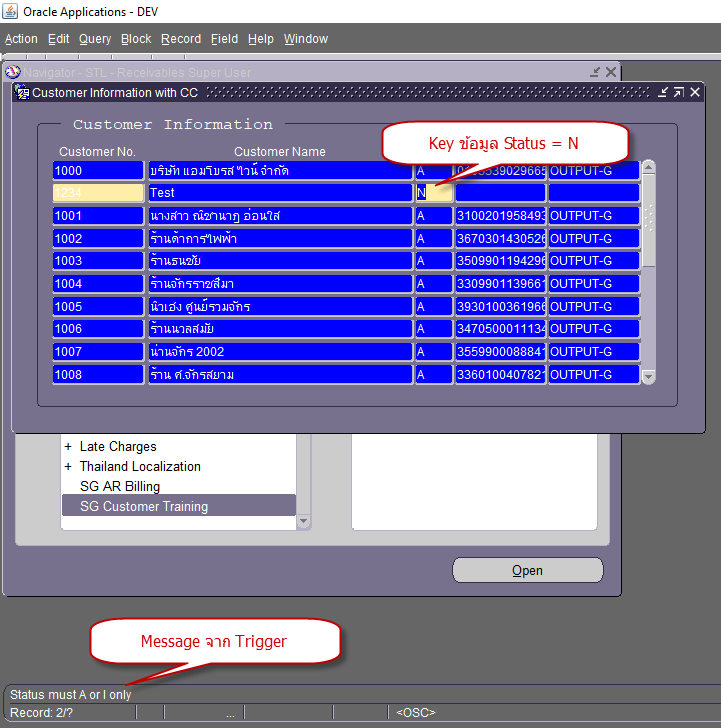 Oracle Applications - DEV
Action Edit Query Block Record Field Help Window
Navigator - STL - Receivables Super User
Customer Information with CC
Customer Information
Key ข้อมูล Status = N
Customer No. Customer Name
1000 บริษัท แอมโบรส ไวน์ จำกัด A OUTPUT-G
1234 Test N
1001 นางสาว ณิชานาฏ อ่อนใส A 3100201958493 OUTPUT-G
1002 ร้านด้าการไฟฟ้า A 3670301430526 OUTPUT-G
1003 ร้านธนชัย A 3509901194296 OUTPUT-G
1004 ร้านจักรราชสีมา A 3309901139661 OUTPUT-G
1005 นิวเฮง ศูนย์รวมจักร A 3930100361966 OUTPUT-G
1006 ร้านนวลสมัย A 3470500011134 OUTPUT-G
1007 น่านจักร 2002 A 3559900088841 OUTPUT-G
1008 ร้าน ศ.จักรสยาม A 3360100407821 OUTPUT-G
+ Late Charges
+ Thailand Localization
SG AR Billing
SG Customer Training
Open
Message จาก Trigger
Status must A or I only
Record: 2/? ... <OSC>